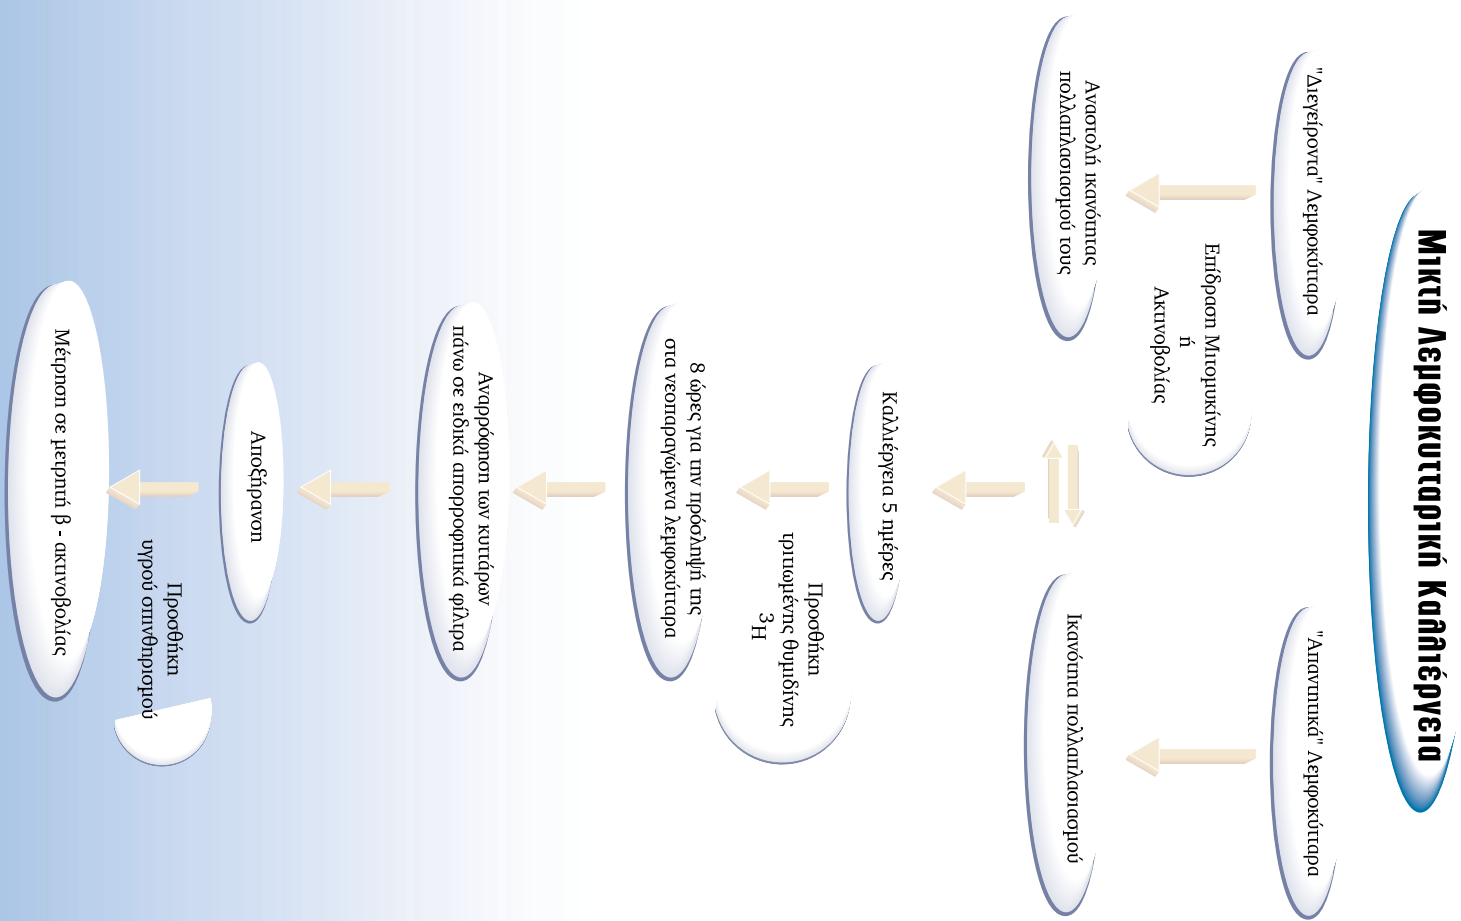 Μικτή Λεμφοκυτταρική Καλλιέργεια
"Διεγείροντα" Λεμφοκύτταρα
"Απαντητικά" Λεμφοκύτταρα
Επίδραση Μιτομυκίνης
ή
Ακτινοβολίας
Αναστολή ικανότητας
πολλαπλασιασμού τους
Ικανότητα πολλαπλασιασμού
Καλλιέργεια 5 ημέρες
Προσθήκη
τριτιωμένης θυμιδίνης
3H
8 ώρες για την πρόσληψή της
στα νεοπαραγώμενα λεμφοκύτταρα
Αναρρόφηση των κυττάρων
πάνω σε ειδικά απορροφητικά φίλτρα
Αποξήρανση
Προσθήκη
υγρού σπινθηρισμού
Μέτρηση σε μετρητή β - ακτινοβολίας